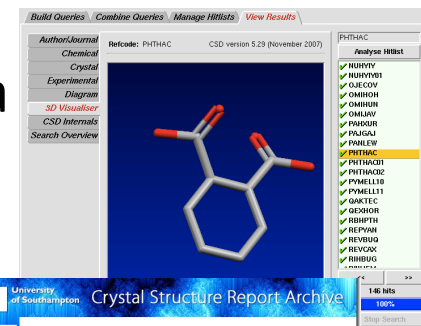 Build Queries Combine Queries Manage Hitlists View Results
Author/Journal
Chemical
Crystal
Experimental
Diagram
3D Visualiser
CSD Internals
Search Overview
Refcode: PHTHAC CSD version 5.29 (November 2007)
PHTHAC
Analyse Hitlist
NUHYIY
NUHYIY01
OJECOV
OMIHOH
OMIHUN
OMIJAV
PAHXUR
PAJGAJ
PANLEW
PHTHAC
PHTHAC01
PHTHAC02
PYMELL10
PYMELL11
QAKTEC
QEXHOR
RBHPTH
REPYAN
REVBUQ
REVCAX
RIHBUG
<< >>
146 hits
100%
Stop Search
University
of Southampton
Crystal Structure Report Archive